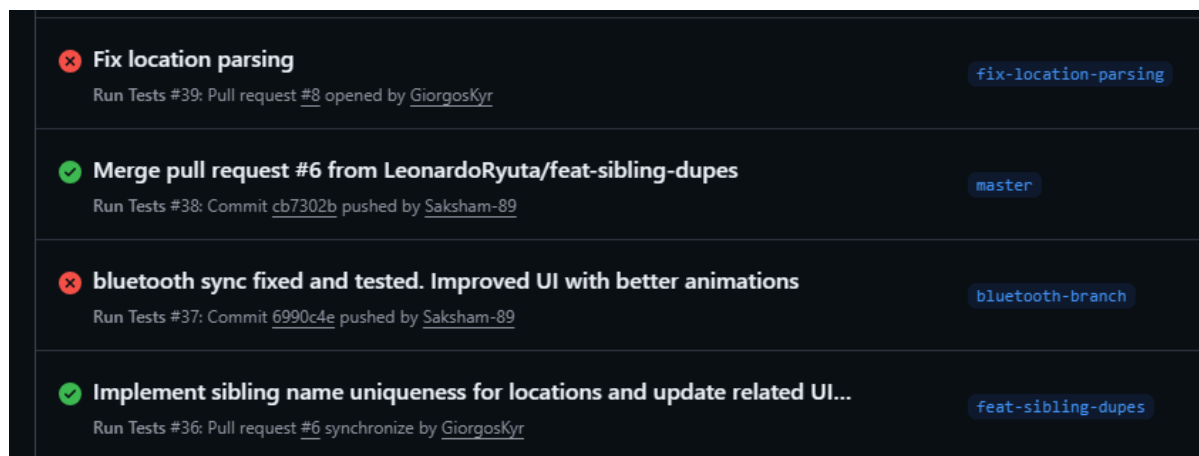 Fix location parsing
fix-location-parsing
Run Tests #39: Pull request #8 opened by GiorgosKyr
Merge pull request #6 from LeonardoRyuta/feat-sibling-dupes
master
Run Tests #38: Commit cb7302b pushed by Saksham-89
bluetooth sync fixed and tested. Improved UI with better animations
bluetooth-branch
Run Tests #37: Commit 6990c4e pushed by Saksham-89
Implement sibling name uniqueness for locations and update related UI...
feat-sibling-dupes
Run Tests #36: Pull request #6 synchronize by GiorgosKyr